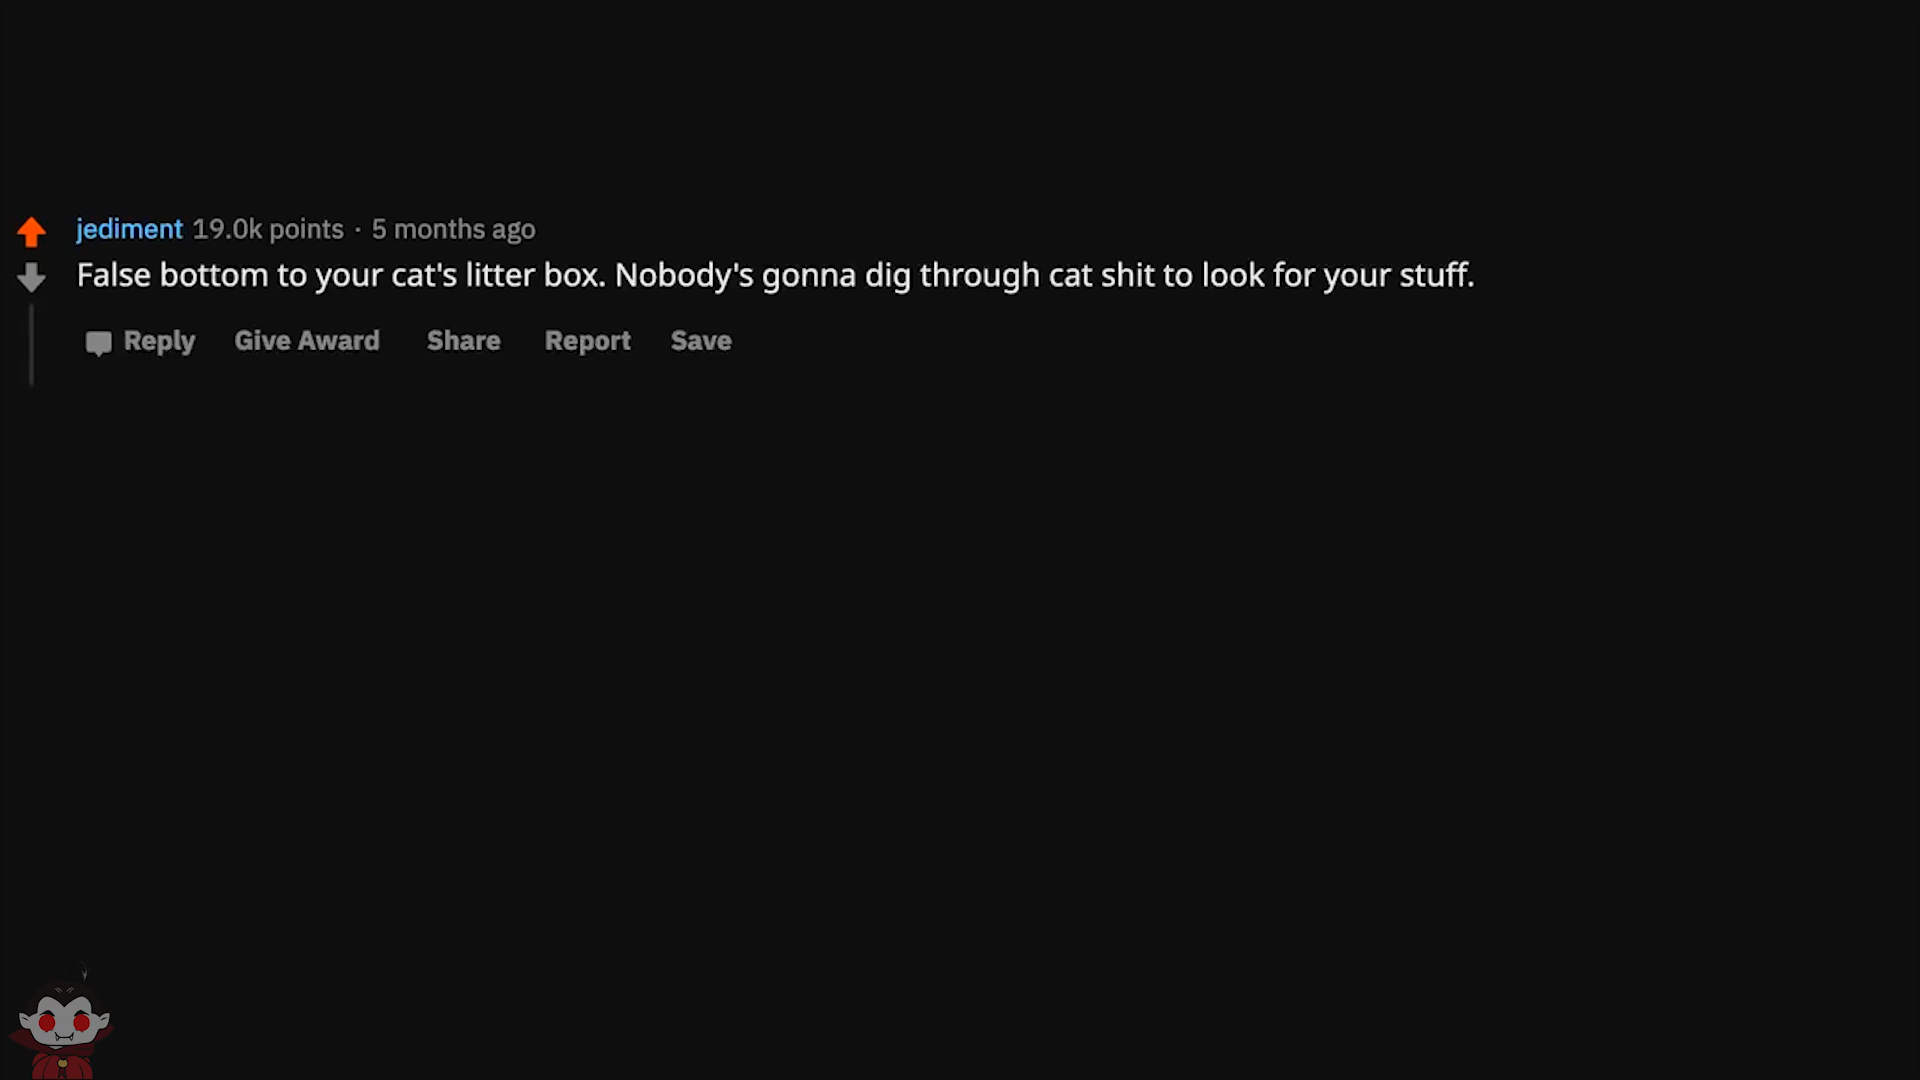 jediment 19.0k points · 5 months ago
False bottom to your cat's litter box. Nobody's gonna dig through cat shit to look for your stuff.
Reply Give Award Share Report Save